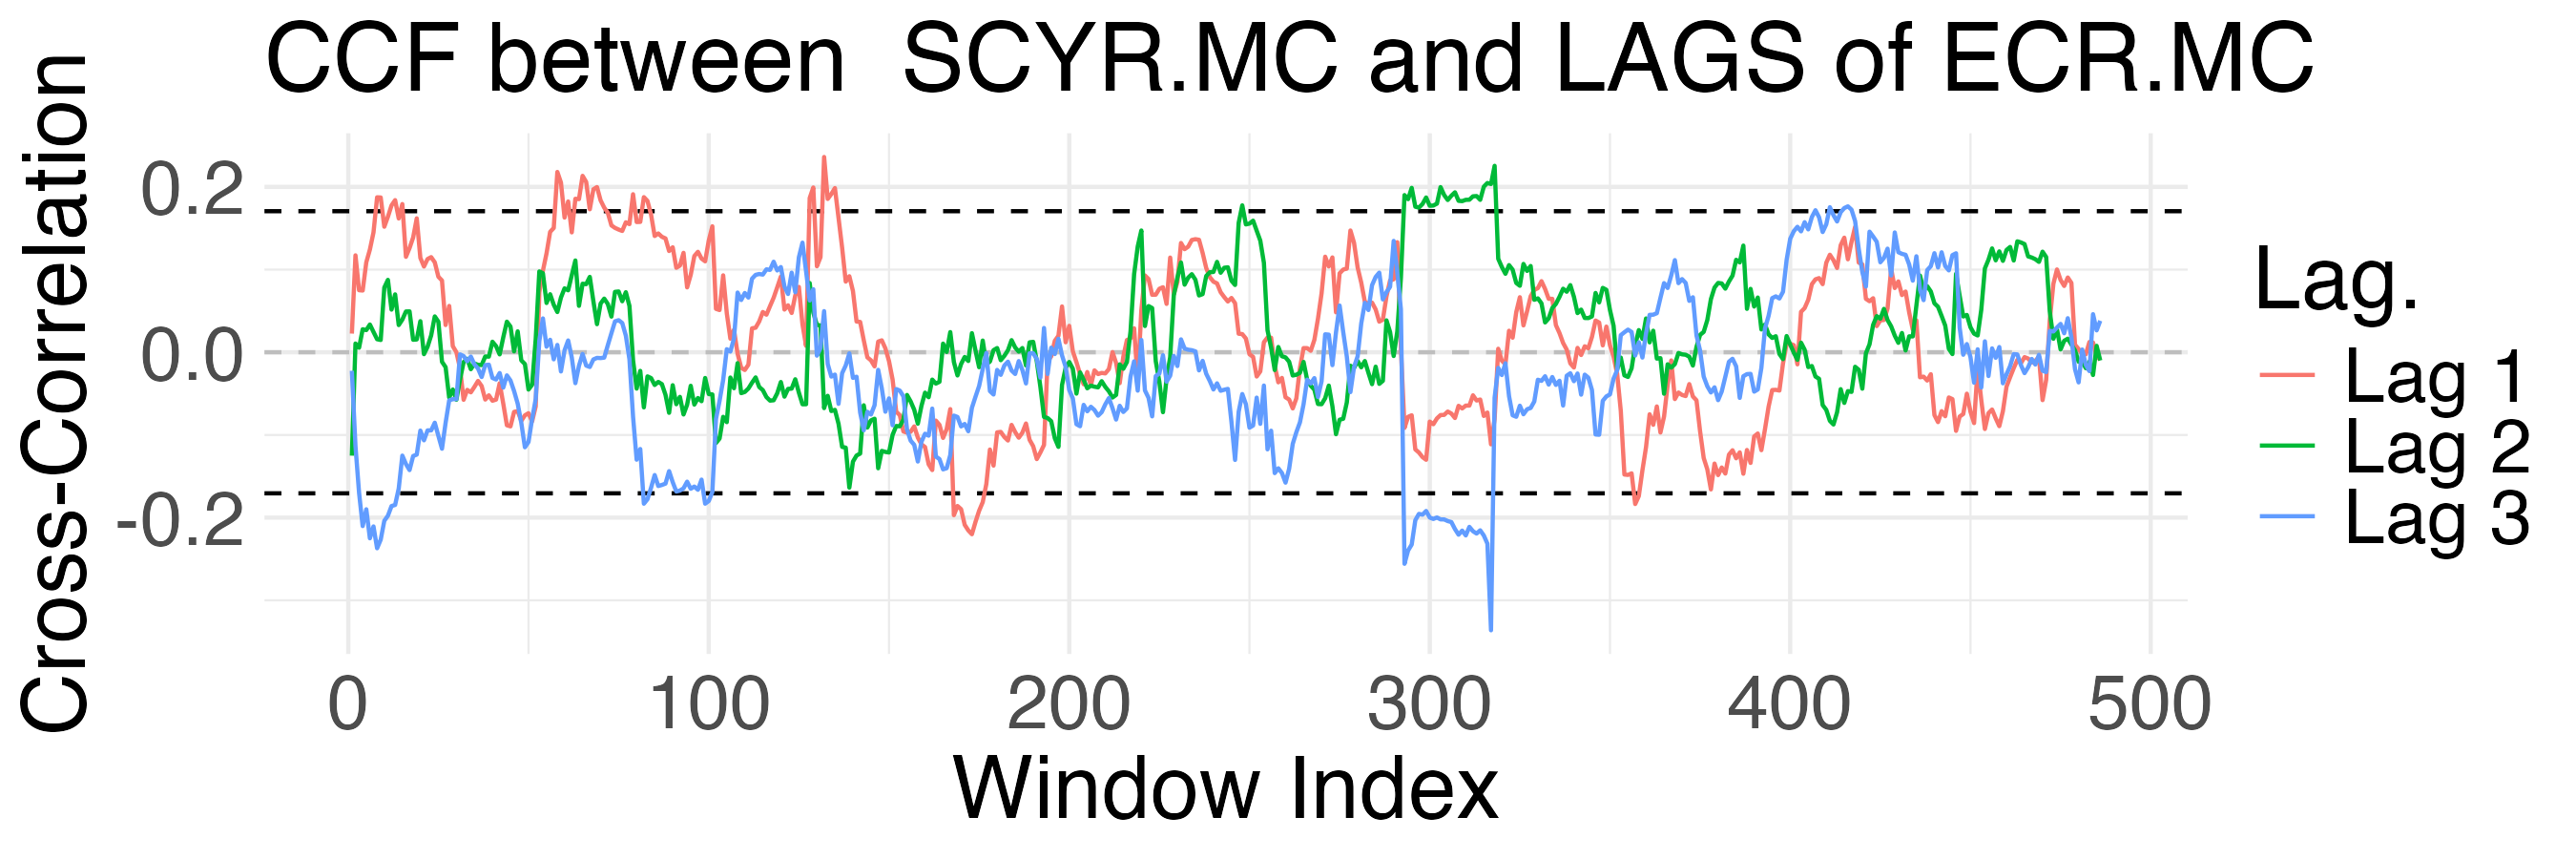 CCF between  SCYR.MC and LAGS of ECR.MC
Cross-Correlation
0.2
0.0
-0.2
0 100 200 300 400 500
Window Index
Lag.
Lag 1
Lag 2
Lag 3